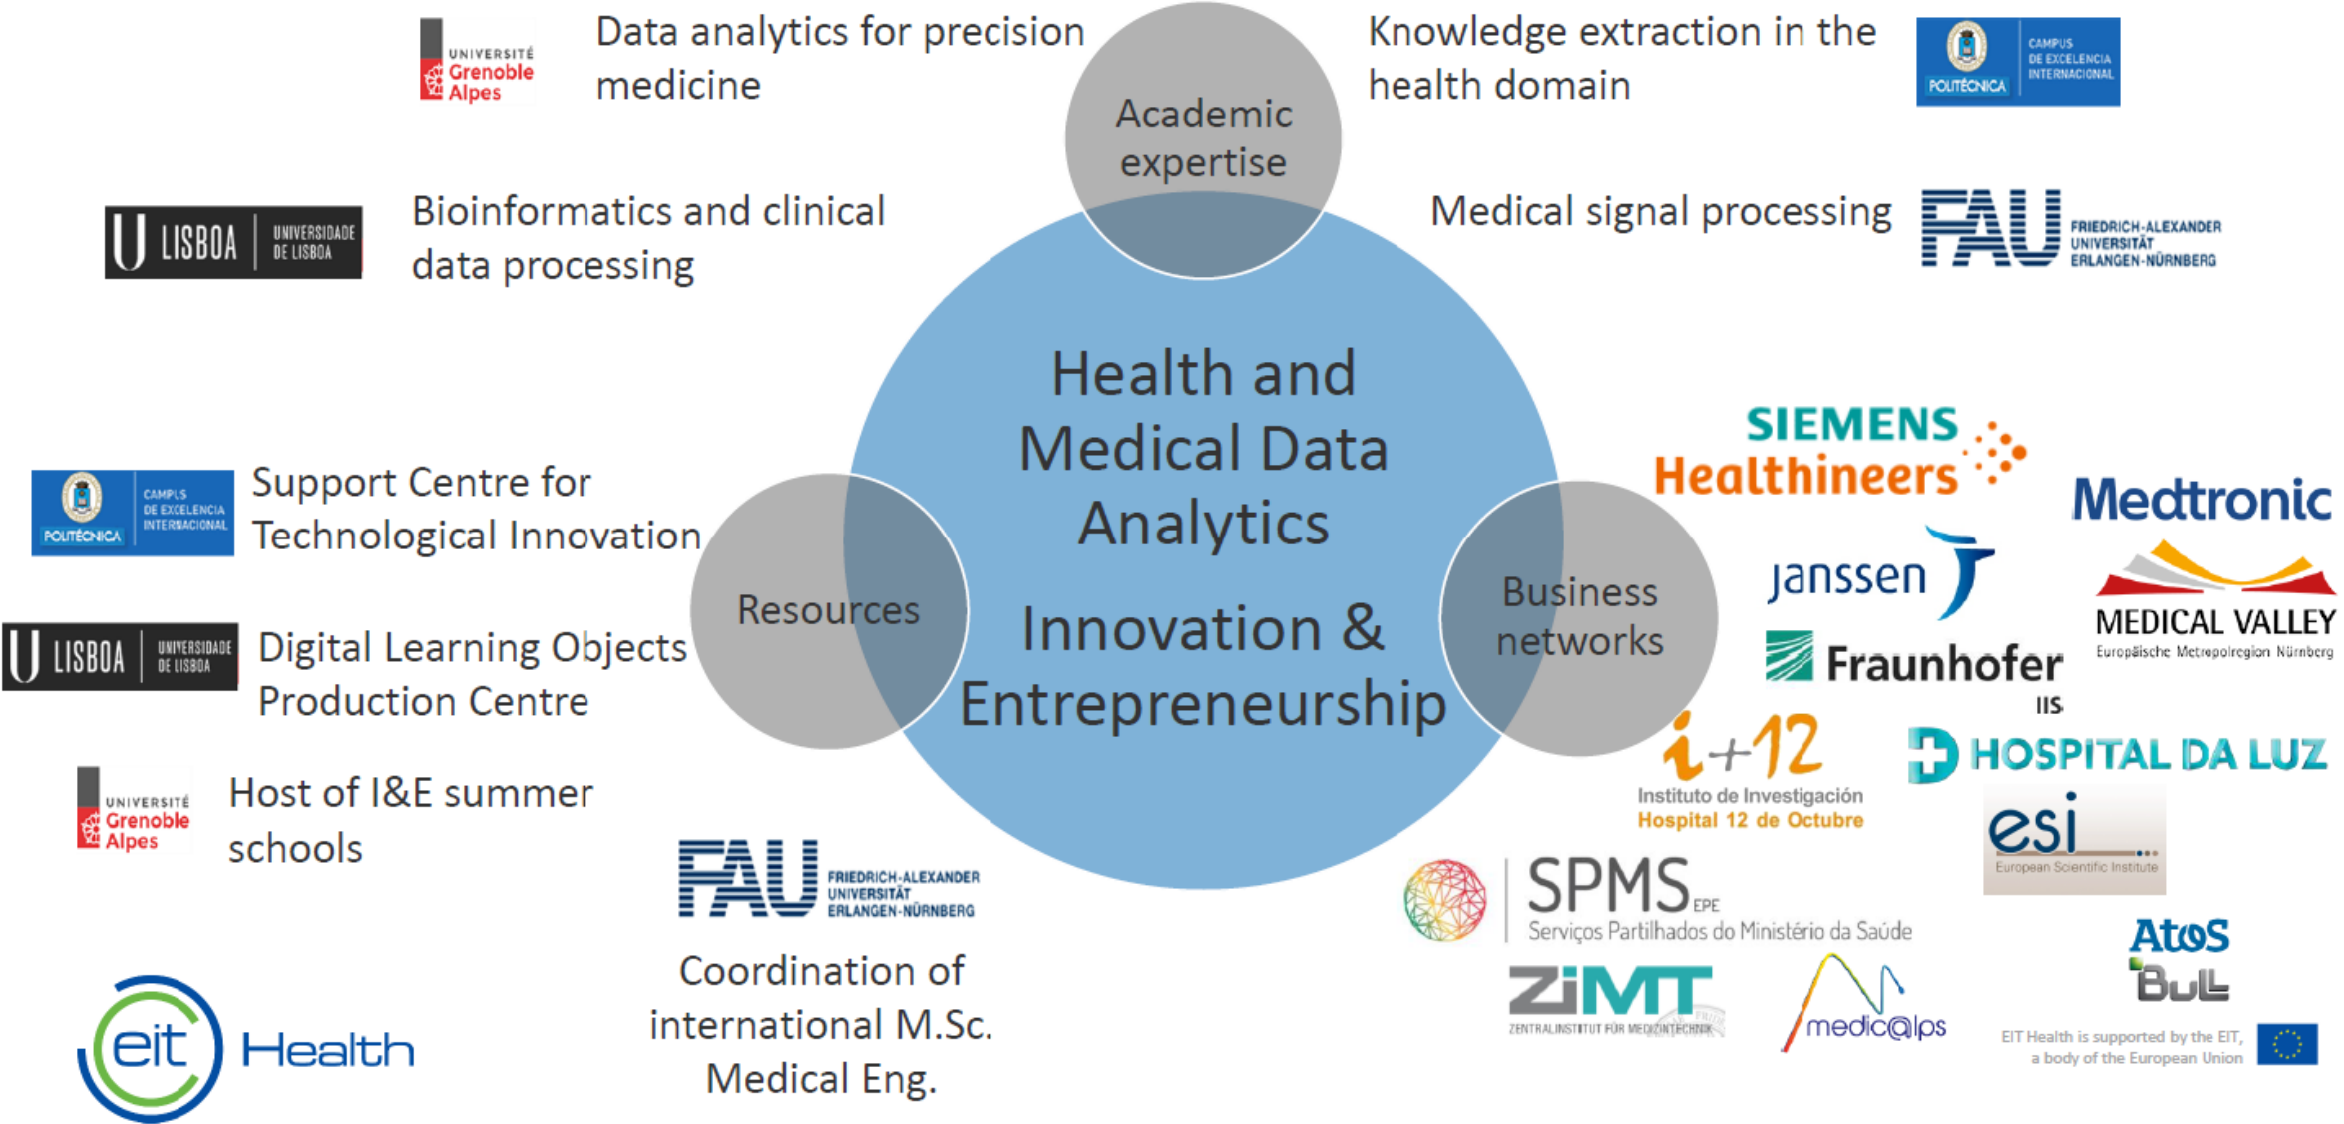 UNIVERSITÉ
Grenoble
Alpes
Data analytics for precision
medicine
Academic
expertise
Knowledge extraction in the
health domain
POLITÉCNICA
CAMPUS
DE EXCELENCIA
INTERNACIONAL
LISBOA
UNIVERSIDADE
DE LISBOA
Bioinformatics and clinical
data processing
Medical signal processing
FAU
FRIEDRICH-ALEXANDER
UNIVERSITÄT
ERLANGEN-NÜRNBERG
Health and
Medical Data
Analytics
Innovation &
Entrepreneurship
POLITÉCNICA
CAMPUS
DE EXCELENCIA
INTERNACIONAL
Support Centre for
Technological Innovation
Resources
LISBOA
UNIVERSIDADE
DE LISBOA
Digital Learning Objects
Production Centre
UNIVERSITÉ
Grenoble
Alpes
Host of I&E summer
schools
FAU
FRIEDRICH-ALEXANDER
UNIVERSITÄT
ERLANGEN-NÜRNBERG
Coordination of
international M.Sc.
Medical Eng.
eit Health
Business
networks
SIEMENS
Healthineers
Medtronic
janssen
MEDICAL VALLEY
Europäische Metropolregion Nürnberg
Fraunhofer
IIS
i+12
Instituto de Investigación
Hospital 12 de Octubre
HOSPITAL DA LUZ
esi
European Scientific Institute
SPMS EPE
Serviços Partilhados do Ministério da Saúde
Atos
Bull
ZiMT
ZENTRALINSTITUT FÜR MEDIZINTECHNIK
medic@lps
EIT Health is supported by the EIT,
a body of the European Union